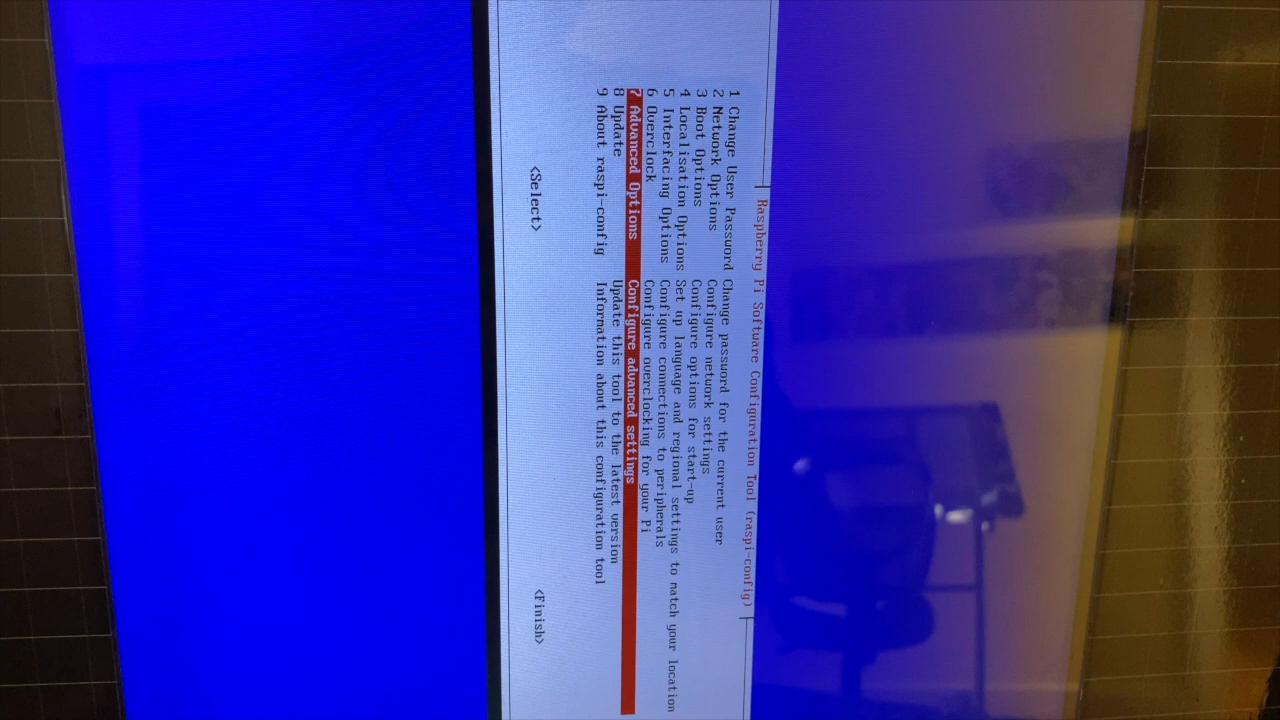 Raspberry Pi Software Configuration Tool (raspi-config)
1 Change User Password Change password for the current user
2 Network Options Configure network settings
3 Boot Options Configure options for start-up
4 Localisation Options Set up language and regional settings to match your location
5 Interfacing Options Configure connections to peripherals
6 Overclock Configure overclocking for your Pi
7 Advanced Options Configure advanced settings
8 Update Update this tool to the latest version
9 About raspi-config Information about this configuration tool
<Select> <Finish>